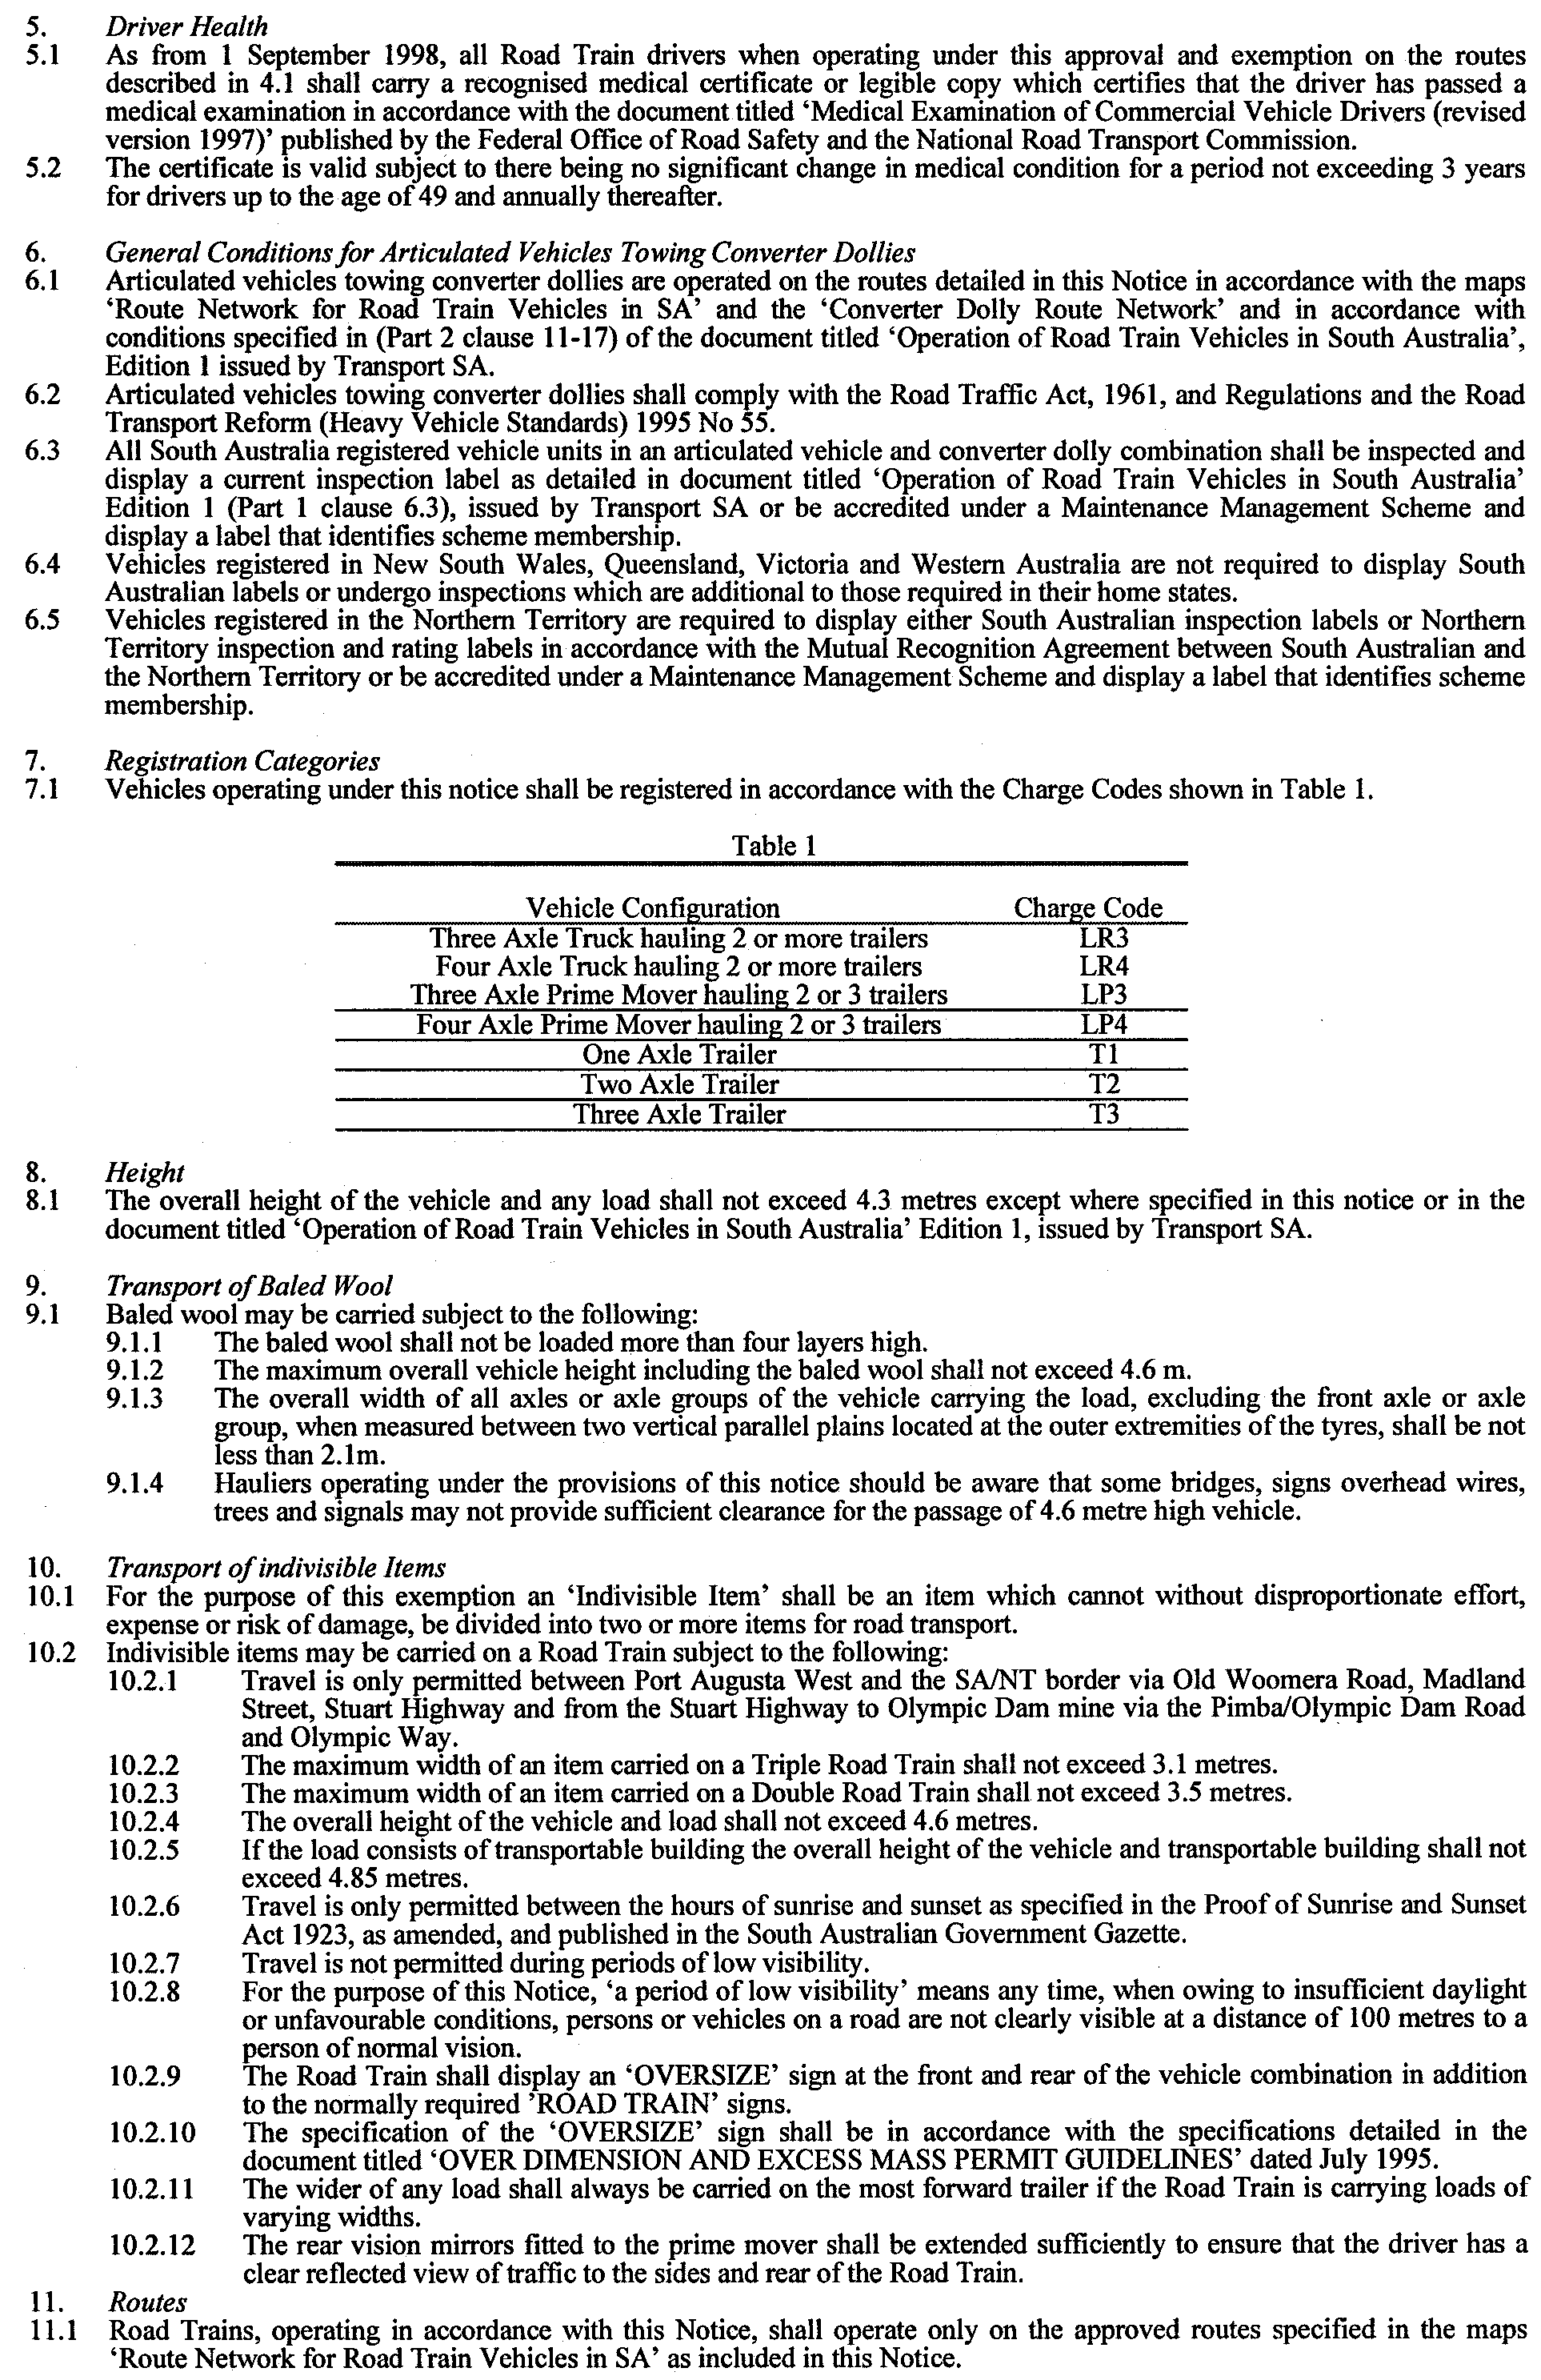 5. Driver Health
5.1 As from 1 September 1998, all Road Train drivers when operating under this approval and exemption on the routes
described in 4.1 shall carry a recognised medical certificate or legible copy which certifies that the driver has passed a
medical examination in accordance with the document titled ‘Medical Examination of Commercial Vehicle Drivers (revised
version 1997)’ published by the Federal Office of Road Safety and the National Road Transport Commission.
5.2 The certificate is valid subject to there being no significant change in medical condition for a period not exceeding 3 years
for drivers up to the age of 49 and annually thereafter.
6. General Conditions for Articulated Vehicles Towing Converter Dollies
6.1 Articulated vehicles towing converter dollies are operated on the routes detailed in this Notice in accordance with the maps
‘Route Network for Road Train Vehicles in SA’ and the ‘Converter Dolly Route Network’ and in accordance with
conditions specified in (Part 2 clause 11-17) of the document titled ‘Operation of Road Train Vehicles in South Australia’,
Edition 1 issued by Transport SA.
6.2 Articulated vehicles towing converter dollies shall comply with the Road Traffic Act, 1961, and Regulations and the Road
Transport Reform (Heavy Vehicle Standards) 1995 No 55.
6.3 All South Australia registered vehicle units in an articulated vehicle and converter dolly combination shall be inspected and
display a current inspection label as detailed in document titled ‘Operation of Road Train Vehicles in South Australia’
Edition 1 (Part 1 clause 6.3), issued by Transport SA or be accredited under a Maintenance Management Scheme and
display a label that identifies scheme membership.
6.4 Vehicles registered in New South Wales, Queensland, Victoria and Western Australia are not required to display South
Australian labels or undergo inspections which are additional to those required in their home states.
6.5 Vehicles registered in the Northern Territory are required to display either South Australian inspection labels or Northern
Territory inspection and rating labels in accordance with the Mutual Recognition Agreement between South Australian and
the Northern Territory or be accredited under a Maintenance Management Scheme and display a label that identifies scheme
membership.
7. Registration Categories
7.1 Vehicles operating under this notice shall be registered in accordance with the Charge Codes shown in Table 1.
Table 1
Vehicle Configuration Charge Code
Three Axle Truck hauling 2 or more trailers LR3
Four Axle Truck hauling 2 or more trailers LR4
Three Axle Prime Mover hauling 2 or 3 trailers LP3
Four Axle Prime Mover hauling 2 or 3 trailers LP4
One Axle Trailer T1
Two Axle Trailer T2
Three Axle Trailer T3
8. Height
8.1 The overall height of the vehicle and any load shall not exceed 4.3 metres except where specified in this notice or in the
document titled ‘Operation of Road Train Vehicles in South Australia’ Edition 1, issued by Transport SA.
9. Transport of Baled Wool
9.1 Baled wool may be carried subject to the following:
9.1.1 The baled wool shall not be loaded more than four layers high.
9.1.2 The maximum overall vehicle height including the baled wool shall not exceed 4.6 m.
9.1.3 The overall width of all axles or axle groups of the vehicle carrying the load, excluding the front axle or axle
group, when measured between two vertical parallel plains located at the outer extremities of the tyres, shall be not
less than 2.1m.
9.1.4 Hauliers operating under the provisions of this notice should be aware that some bridges, signs overhead wires,
trees and signals may not provide sufficient clearance for the passage of 4.6 metre high vehicle.
10. Transport of indivisible Items
10.1 For the purpose of this exemption an ‘Indivisible Item’ shall be an item which cannot without disproportionate effort,
expense or risk of damage, be divided into two or more items for road transport.
10.2 Indivisible items may be carried on a Road Train subject to the following:
10.2.1 Travel is only permitted between Port Augusta West and the SA/NT border via Old Woomera Road, Madland
Street, Stuart Highway and from the Stuart Highway to Olympic Dam mine via the Pimba/Olympic Dam Road
and Olympic Way.
10.2.2 The maximum width of an item carried on a Triple Road Train shall not exceed 3.1 metres.
10.2.3 The maximum width of an item carried on a Double Road Train shall not exceed 3.5 metres.
10.2.4 The overall height of the vehicle and load shall not exceed 4.6 metres.
10.2.5 If the load consists of transportable building the overall height of the vehicle and transportable building shall not
exceed 4.85 metres.
10.2.6 Travel is only permitted between the hours of sunrise and sunset as specified in the Proof of Sunrise and Sunset
Act 1923, as amended, and published in the South Australian Government Gazette.
10.2.7 Travel is not permitted during periods of low visibility.
10.2.8 For the purpose of this Notice, ‘a period of low visibility’ means any time, when owing to insufficient daylight
or unfavourable conditions, persons or vehicles on a road are not clearly visible at a distance of 100 metres to a
person of normal vision.
10.2.9 The Road Train shall display an ‘OVERSIZE’ sign at the front and rear of the vehicle combination in addition
to the normally required ’ROAD TRAIN’ signs.
10.2.10 The specification of the ‘OVERSIZE’ sign shall be in accordance with the specifications detailed in the
document titled ‘OVER DIMENSION AND EXCESS MASS PERMIT GUIDELINES’ dated July 1995.
10.2.11 The wider of any load shall always be carried on the most forward trailer if the Road Train is carrying loads of
varying widths.
10.2.12 The rear vision mirrors fitted to the prime mover shall be extended sufficiently to ensure that the driver has a
clear reflected view of traffic to the sides and rear of the Road Train.
11. Routes
11.1 Road Trains, operating in accordance with this Notice, shall operate only on the approved routes specified in the maps
‘Route Network for Road Train Vehicles in SA’ as included in this Notice.